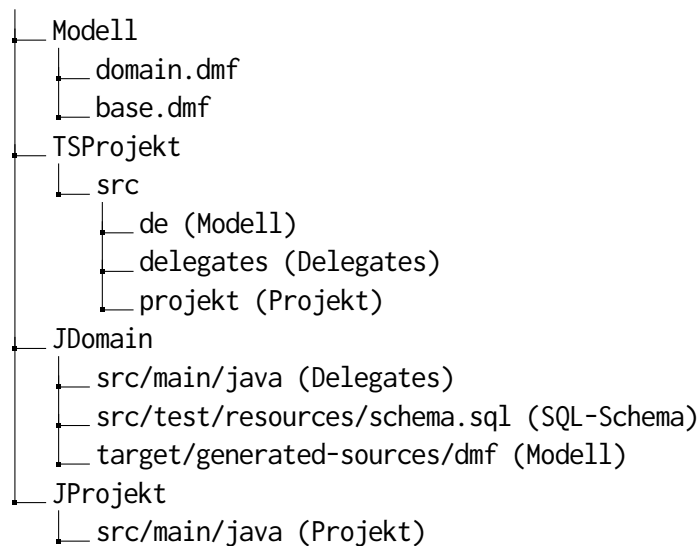 Modell
domain.dmf
base.dmf
TSProjekt
src
de (Modell)
delegates (Delegates)
projekt (Projekt)
JDomain
src/main/java (Delegates)
src/test/resources/schema.sql (SQL-Schema)
target/generated-sources/dmf (Modell)
JProjekt
src/main/java (Projekt)